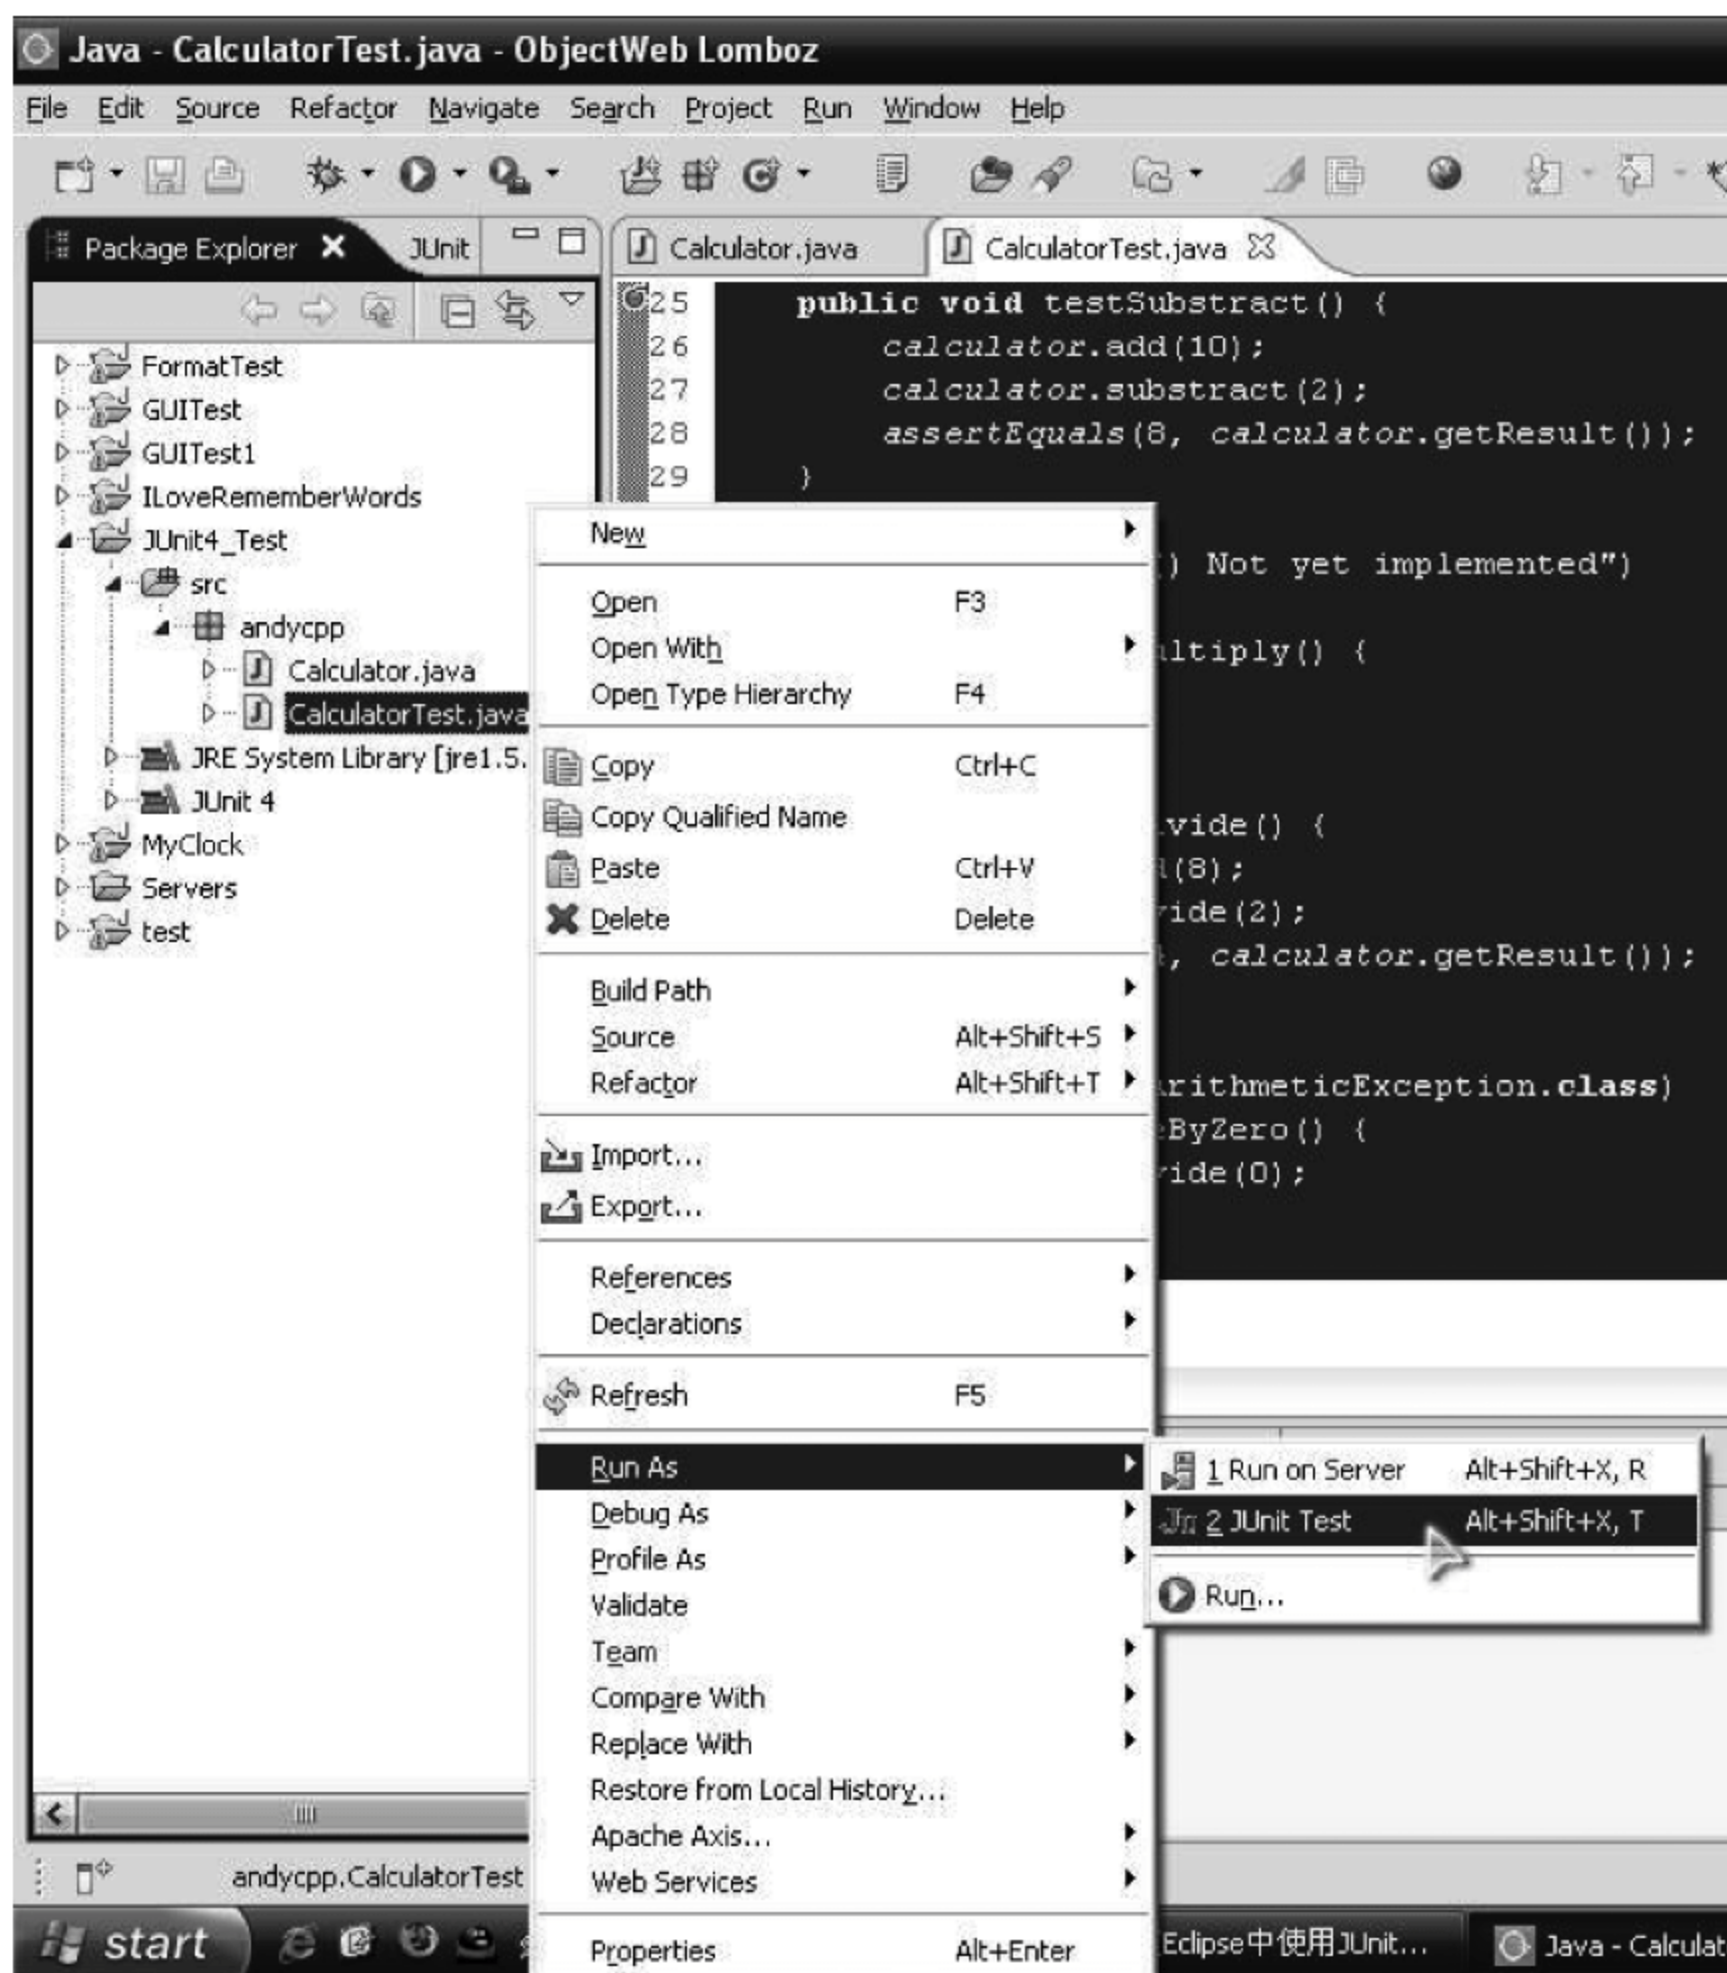 Java - CalculatorTest.java - ObjectWeb Lomboz
File Edit Source Refactor Navigate Search Project Run Window Help
Package Explorer JUnit
Calculator.java CalculatorTest.java
FormatTest
GUITest
GUITest1
ILoveRememberWords
JUnit4_Test
src
andycpp
Calculator.java
CalculatorTest.java
JRE System Library [jre1.5.
JUnit 4
MyClock
Servers
test
25 public void testSubstract() {
26 calculator.add(10);
27 calculator.substract(2);
28 assertEquals(8, calculator.getResult());
29 }
) Not yet implemented")
ltiply() {
vide() {
(8);
ide(2);
, calculator.getResult());
rithmeticException.class)
ByZero() {
ide(0);
New
Open F3
Open With
Open Type Hierarchy F4
Copy Ctrl+C
Copy Qualified Name
Paste Ctrl+V
Delete Delete
Build Path
Source Alt+Shift+S
Refactor Alt+Shift+T
Import...
Export...
References
Declarations
Refresh F5
Run As
Debug As
Profile As
Validate
Team
Compare With
Replace With
Restore from Local History...
Apache Axis...
Web Services
Properties Alt+Enter
1 Run on Server Alt+Shift+X, R
Ju 2 JUnit Test Alt+Shift+X, T
Run...
andycpp.CalculatorTest
start
Eclipse中使用JUnit...
Java - Calculat